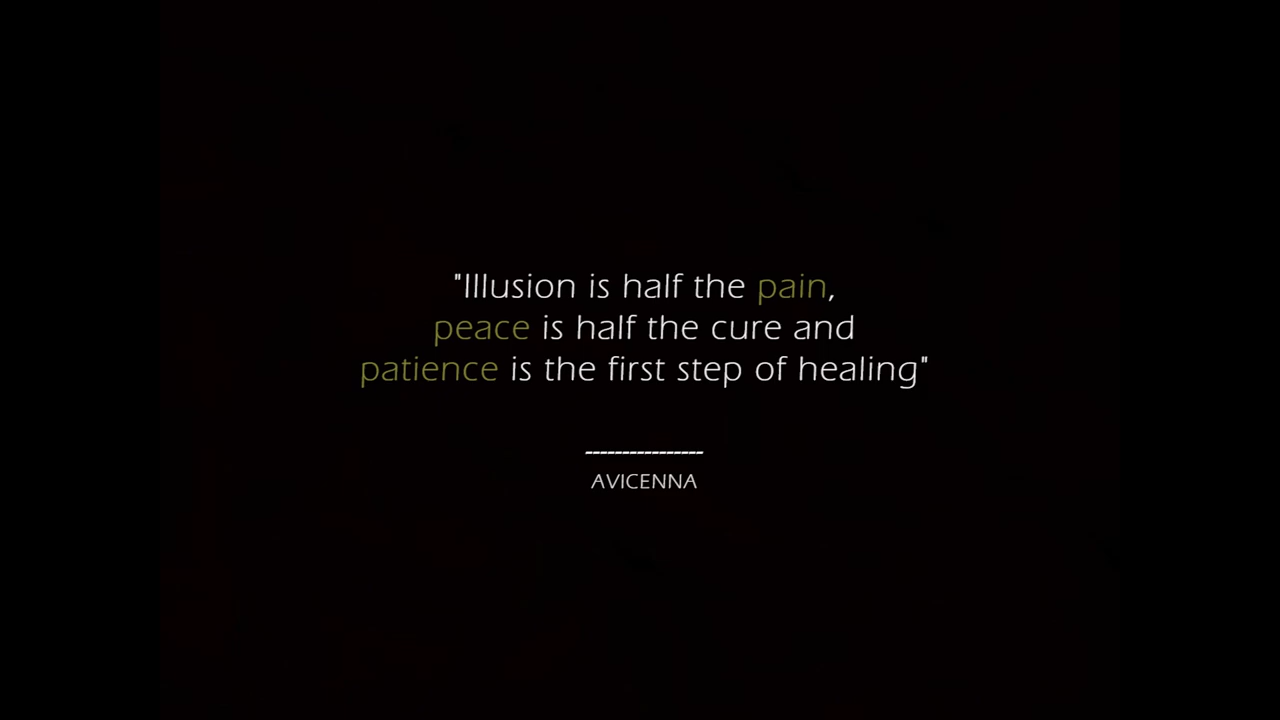 "Illusion is half the pain,
peace is half the cure and
patience is the first step of healing"
----------------
AVICENNA